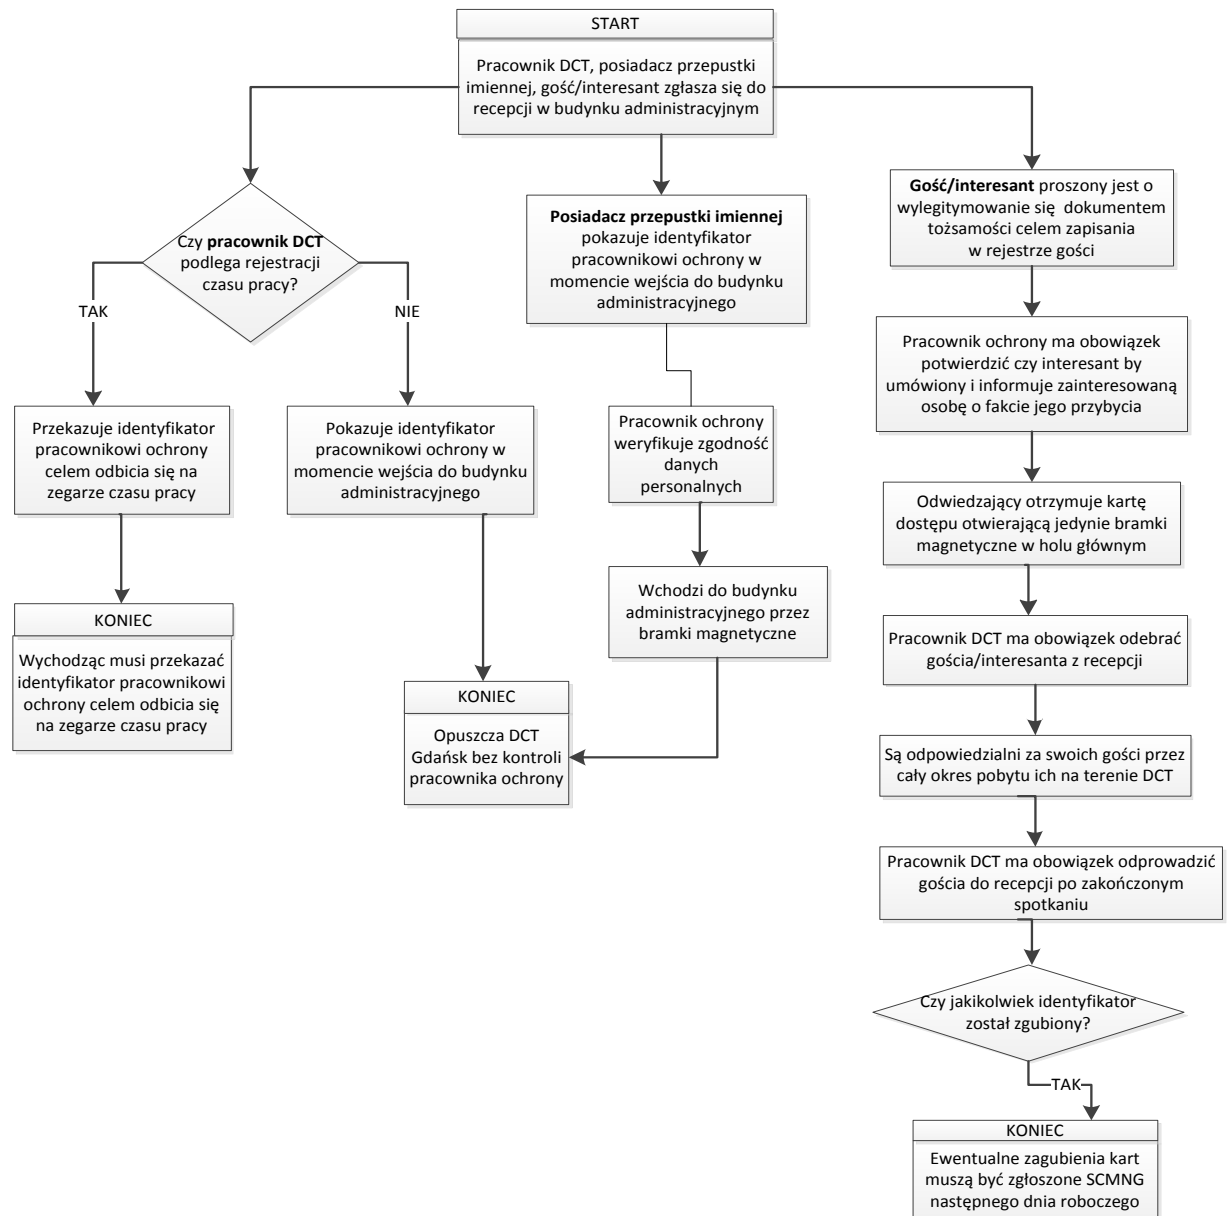 START
Pracownik DCT, posiadacz przepustki
imiennej, gość/interesant zgłasza się do
recepcji w budynku administracyjnym
Czy pracownik DCT
podlega rejestracji
czasu pracy?
TAK
NIE
Przekazuje identyfikator
pracownikowi ochrony
celem odbicia się na
zegarze czasu pracy
KONIEC
Wychodząc musi przekazać
identyfikator pracownikowi
ochrony celem odbicia się
na zegarze czasu pracy
Pokazuje identyfikator
pracownikowi ochrony w
momencie wejścia do budynku
administracyjnego
Posiadacz przepustki imiennej
pokazuje identyfikator
pracownikowi ochrony w
momencie wejścia do budynku
administracyjnego
Pracownik ochrony
weryfikuje zgodność
danych
personalnych
Wchodzi do budynku
administracyjnego przez
bramki magnetyczne
KONIEC
Opuszcza DCT
Gdańsk bez kontroli
pracownika ochrony
Gość/interesant proszony jest o
wylegitymowanie się dokumentem
tożsamości celem zapisania
w rejestrze gości
Pracownik ochrony ma obowiązek
potwierdzić czy interesant by
umówiony i informuje zainteresowaną
osobę o fakcie jego przybycia
Odwiedzający otrzymuje kartę
dostępu otwierającą jedynie bramki
magnetyczne w holu głównym
Pracownik DCT ma obowiązek odebrać
gościa/interesanta z recepcji
Są odpowiedzialni za swoich gości przez
cały okres pobytu ich na terenie DCT
Pracownik DCT ma obowiązek odprowadzić
gościa do recepcji po zakończonym
spotkaniu
Czy jakikolwiek identyfikator
został zgubiony?
TAK
KONIEC
Ewentualne zagubienia kart
muszą być zgłoszone SCMNG
następnego dnia roboczego